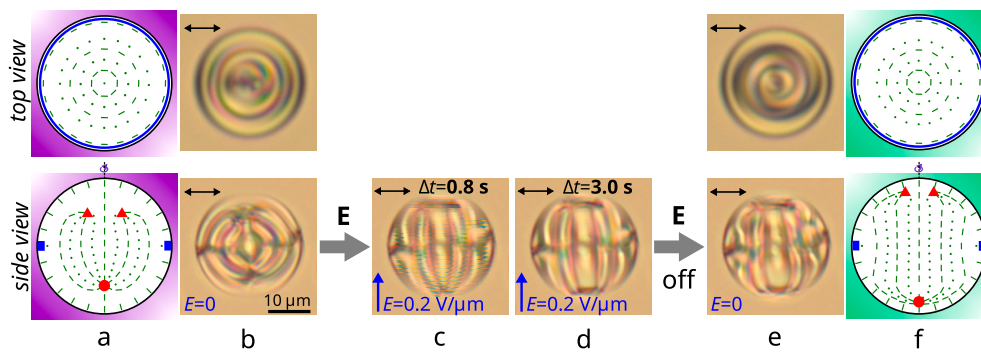 top view
side view
E=0
10 μm
E
Δt=0.8 s
E=0.2 V/μm
Δt=3.0 s
E=0.2 V/μm
E
off
E=0
a
b
c
d
e
f